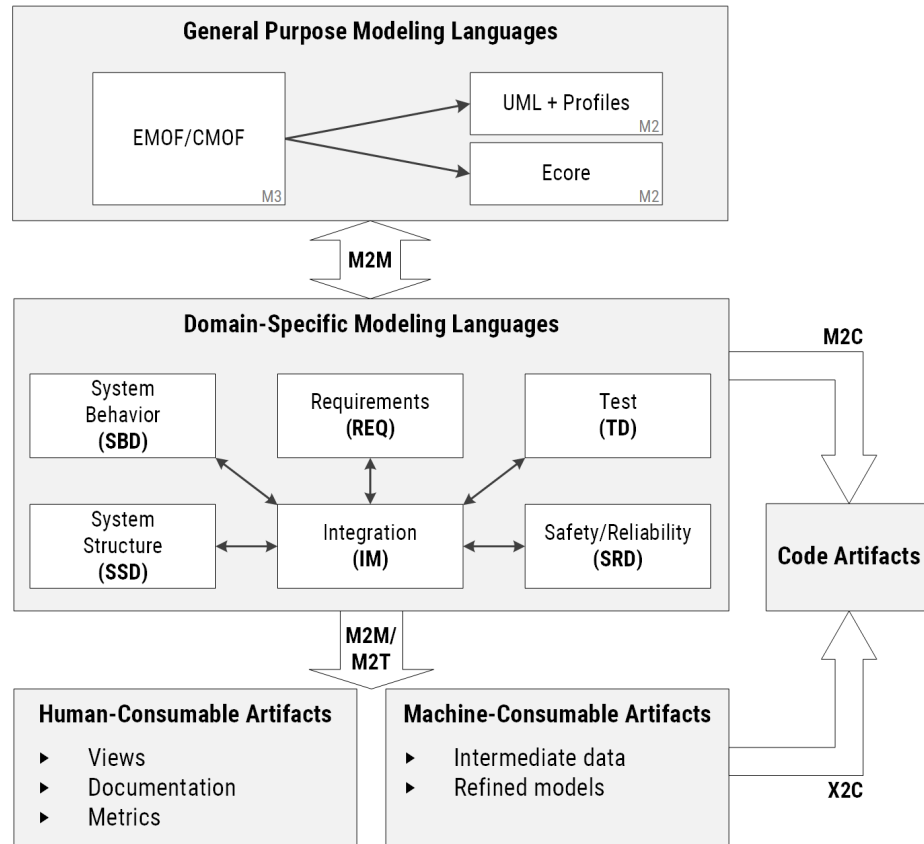 General Purpose Modeling Languages
EMOF/CMOF
M3
UML + Profiles
M2
Ecore
M2
M2M
Domain-Specific Modeling Languages
System
Behavior
(SBD)
Requirements
(REQ)
Test
(TD)
System
Structure
(SSD)
Integration
(IM)
Safety/Reliability
(SRD)
M2C
Code Artifacts
M2M/
M2T
Human-Consumable Artifacts
▸ Views
▸ Documentation
▸ Metrics
Machine-Consumable Artifacts
▸ Intermediate data
▸ Refined models
X2C